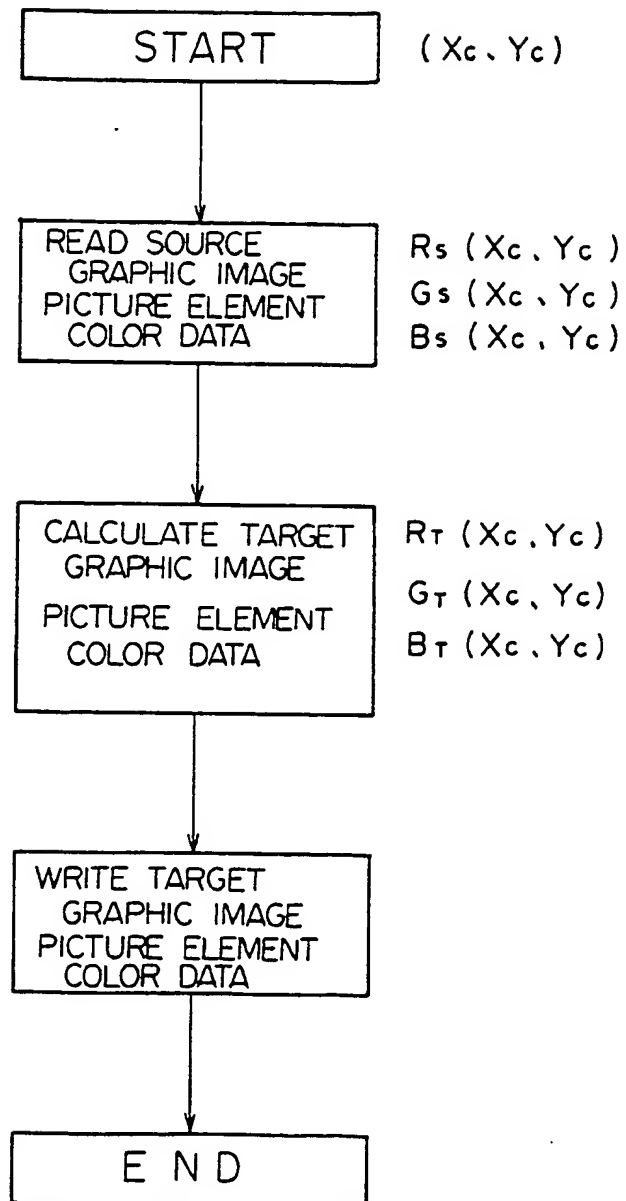 START (Xc、Yc)
READ SOURCE Rs (Xc、Yc)
GRAPHIC IMAGE Gs (Xc、Yc)
PICTURE ELEMENT
COLOR DATA Bs (Xc、Yc)
CALCULATE TARGET RT (Xc、Yc)
GRAPHIC IMAGE
GT (Xc、Yc)
PICTURE ELEMENT
COLOR DATA BT (Xc、Yc)
WRITE TARGET
GRAPHIC IMAGE
PICTURE ELEMENT
COLOR DATA
END